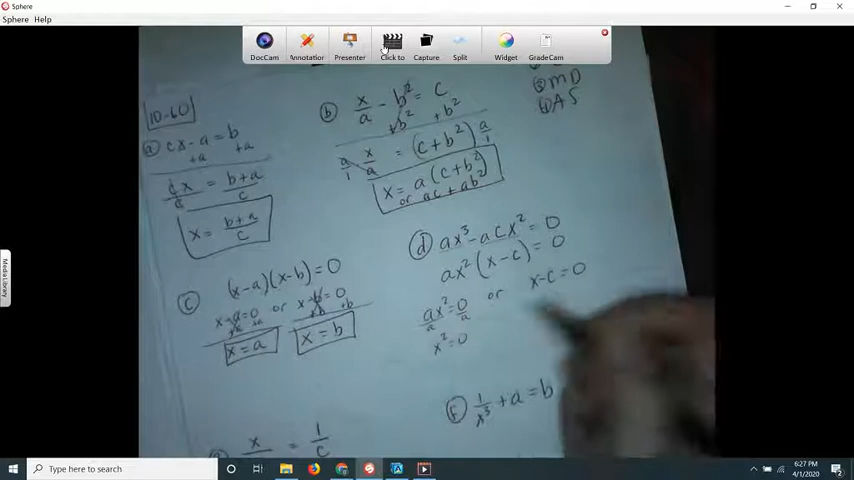 Sphere
Sphere Help
DocCam
Annotation
Presenter
Click to
Capture
Split
Widget
GradeCam
② MD
④ AS
10-60
ⓐ cx - a = b
+a +a
cx/c = b+a/c
x = b+a/c
ⓑ x/a - b² = c
+b² +b²
a/1 x/a = (c+b²) a/1
x = a(c+b²)
or ac + ab²
ⓒ (x-a)(x-b)=0
x-a=0 or x-b=0
+a +a +b +b
x=a x=b
ⓓ ax³ - acx² = 0
ax²(x-c) = 0
ax²/a = 0/a or x-c=0
x²=0
ⓕ 1/x³ + a = b
x = 1/c
Media Library
Type here to search
6:27 PM
4/1/2020